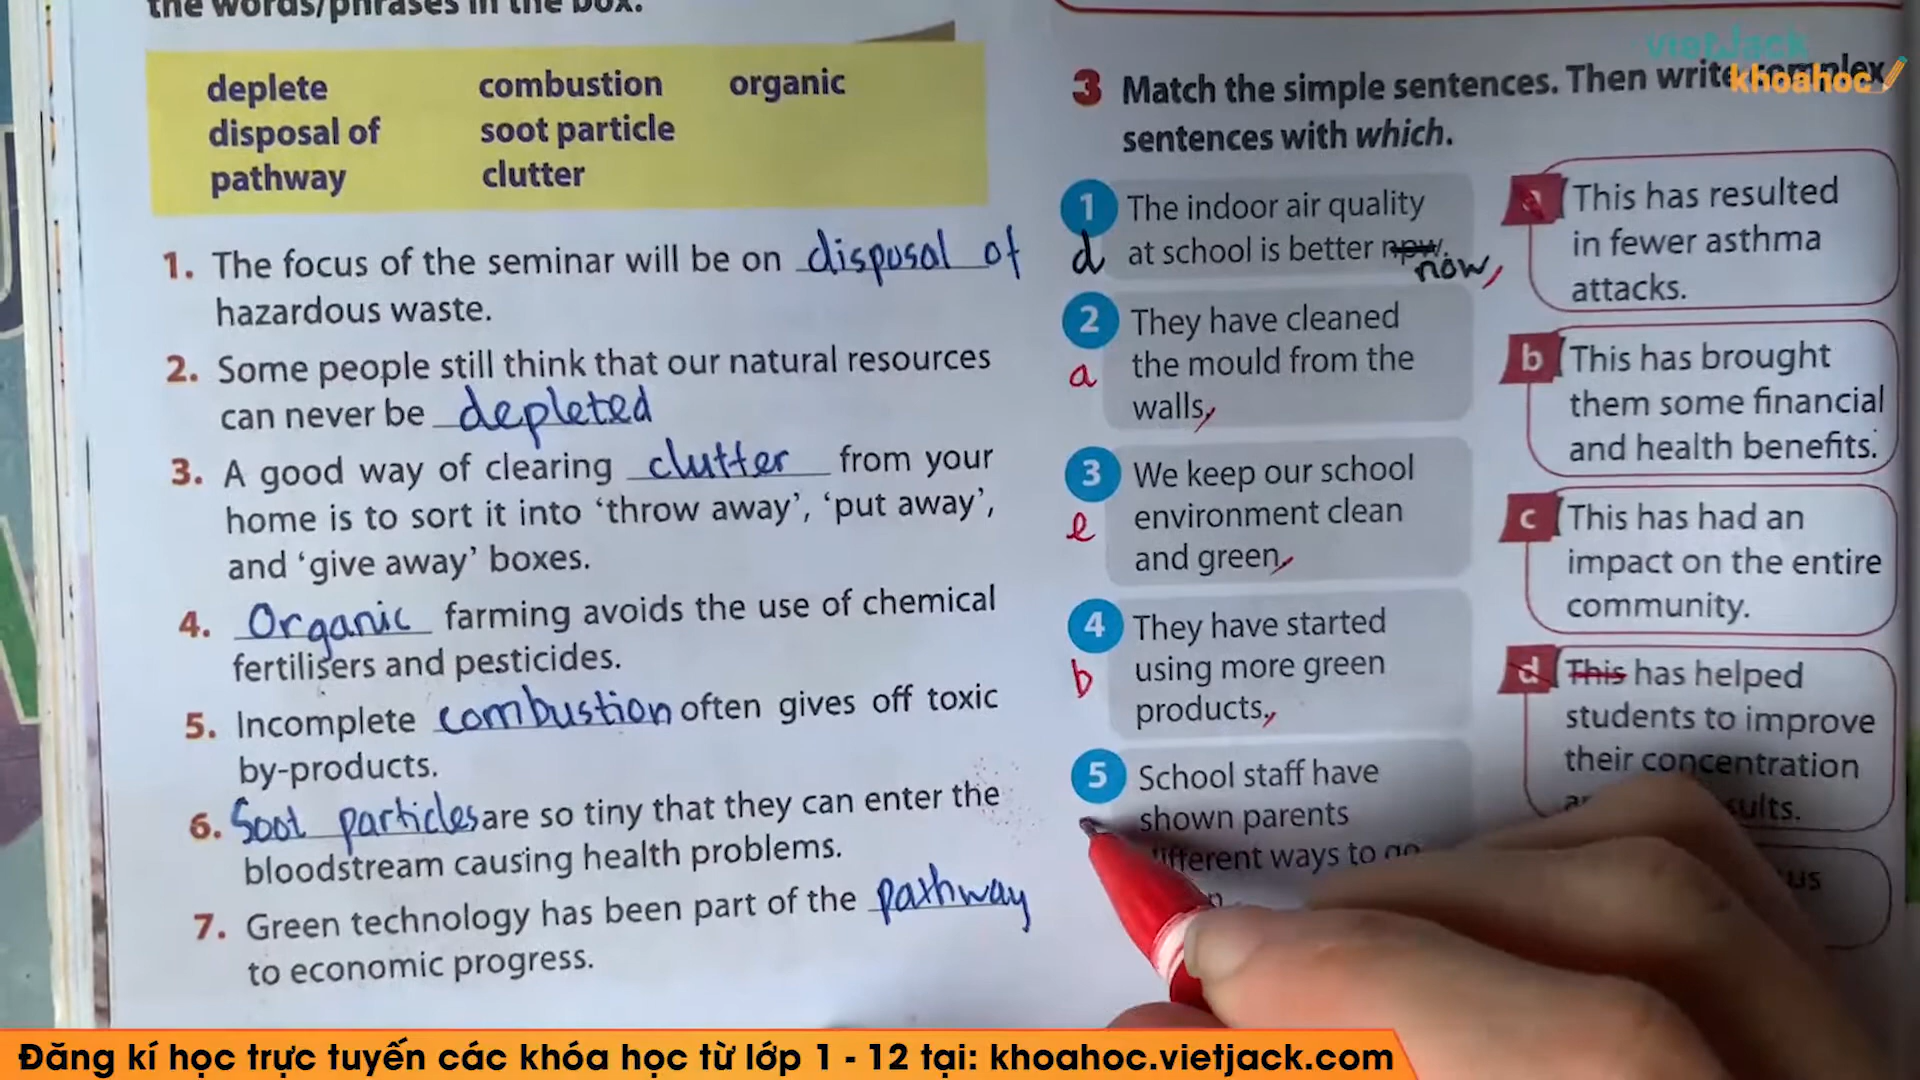 the words/phrases in the box.
deplete combustion organic
disposal of soot particle
pathway clutter
1. The focus of the seminar will be on disposal of
hazardous waste.
2. Some people still think that our natural resources
can never be depleted
3. A good way of clearing clutter from your
home is to sort it into ‘throw away’, ‘put away’,
and ‘give away’ boxes.
4. Organic farming avoids the use of chemical
fertilisers and pesticides.
5. Incomplete combustion often gives off toxic
by-products.
6. Soot particles are so tiny that they can enter the
bloodstream causing health problems.
7. Green technology has been part of the pathway
to economic progress.
vietJack
khoahoc
3 Match the simple sentences. Then write complex
sentences with which.
1 The indoor air quality
d at school is better now.
now,
2 They have cleaned
a the mould from the
walls,
3 We keep our school
e environment clean
and green,
4 They have started
b using more green
products,
5 School staff have
shown parents
different ways to go
a This has resulted
in fewer asthma
attacks.
b This has brought
them some financial
and health benefits.
c This has had an
impact on the entire
community.
d This has helped
students to improve
their concentration
Đăng kí học trực tuyến các khóa học từ lớp 1 - 12 tại: khoahoc.vietjack.com